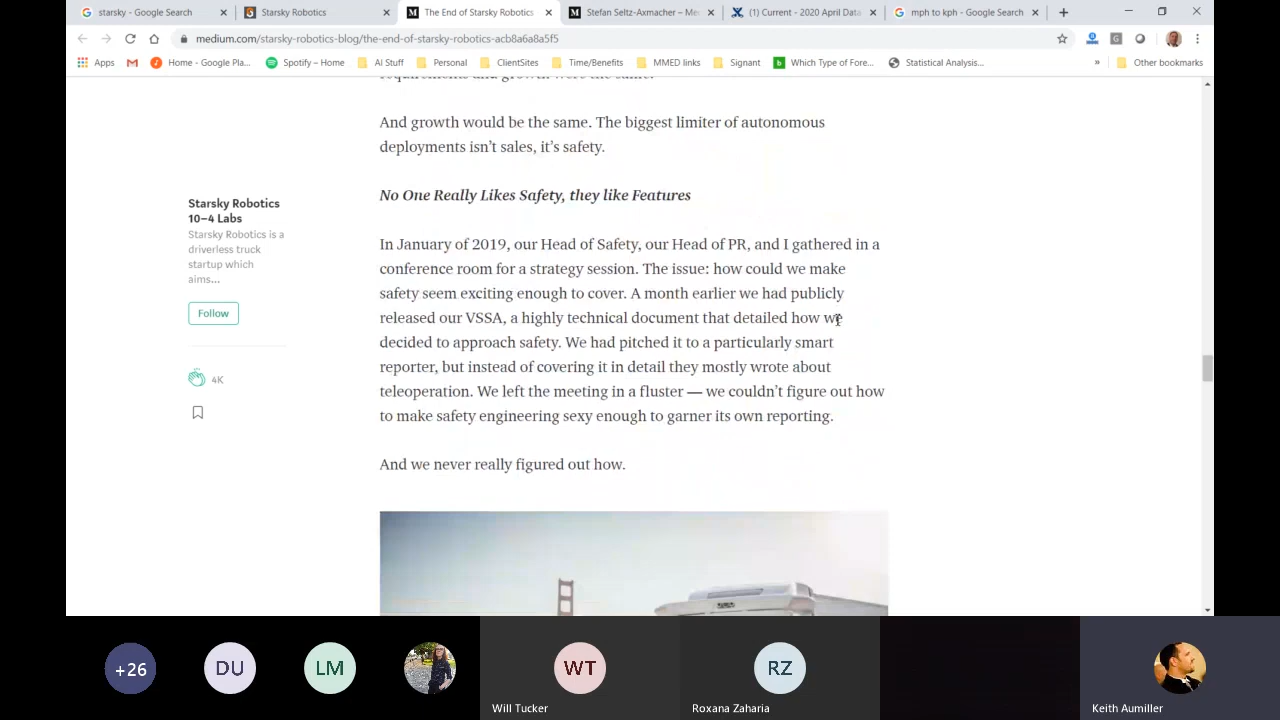 starsky - Google Search
Starsky Robotics
The End of Starsky Robotics
Stefan Seltz-Axmacher – Me
(1) Current - 2020 April Data
mph to kph - Google Search
medium.com/starsky-robotics-blog/the-end-of-starsky-robotics-acb8a6a8a5f5
Apps
Home - Google Pla...
Spotify – Home
AI Stuff
Personal
ClientSites
Time/Benefits
MMED links
Signant
Which Type of Fore...
Statistical Analysis...
»
Other bookmarks
requirements and growth were the same.
And growth would be the same. The biggest limiter of autonomous
deployments isn’t sales, it’s safety.
No One Really Likes Safety, they like Features
Starsky Robotics
10–4 Labs
Starsky Robotics is a
driverless truck
startup which
aims...
Follow
4K
In January of 2019, our Head of Safety, our Head of PR, and I gathered in a
conference room for a strategy session. The issue: how could we make
safety seem exciting enough to cover. A month earlier we had publicly
released our VSSA, a highly technical document that detailed how we
decided to approach safety. We had pitched it to a particularly smart
reporter, but instead of covering it in detail they mostly wrote about
teleoperation. We left the meeting in a fluster — we couldn’t figure out how
to make safety engineering sexy enough to garner its own reporting.
And we never really figured out how.
+26
DU
LM
WT
RZ
Will Tucker
Roxana Zaharia
Keith Aumiller